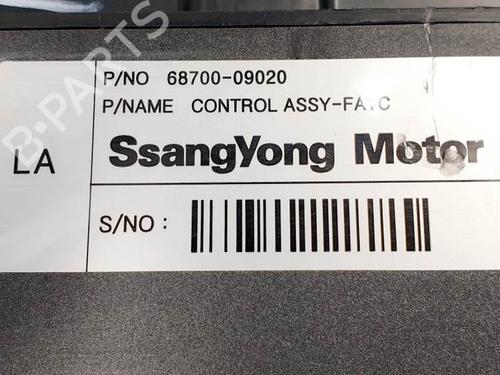 P/NO 68700-09020
P/NAME CONTROL ASSY-FATC
LA
SsangYong Motor
S/NO :
B-PARTS